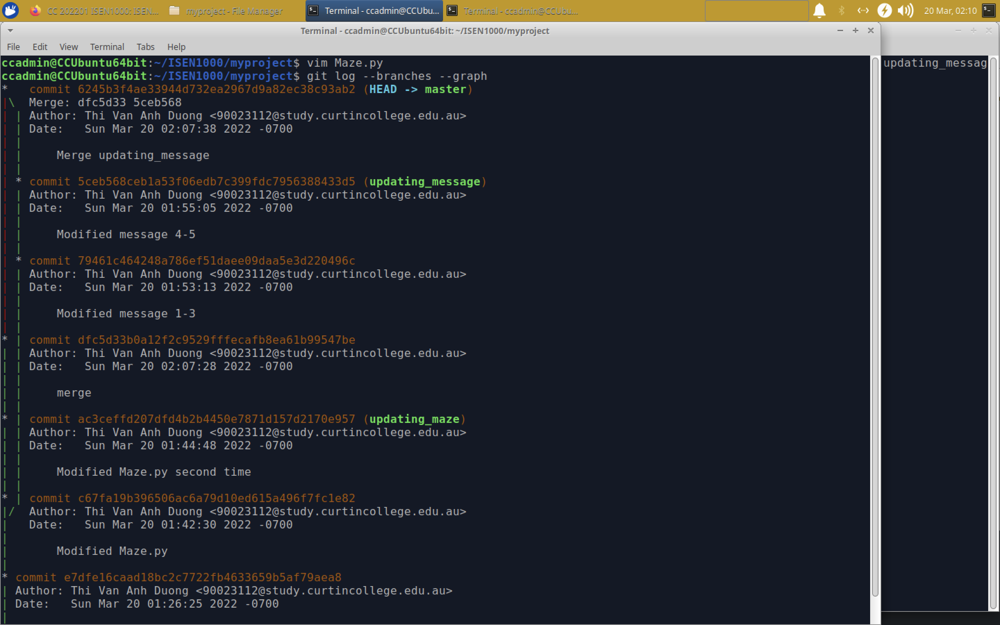 CC 202201 ISEN1000: ISEN...
myproject - File Manager
Terminal - ccadmin@CCUbu...
Terminal - ccadmin@CCUbu...
20 Mar, 02:10
Terminal - ccadmin@CCUbuntu64bit: ~/ISEN1000/myproject
File Edit View Terminal Tabs Help
ccadmin@CCUbuntu64bit:~/ISEN1000/myproject$ vim Maze.py
updating_messag
ccadmin@CCUbuntu64bit:~/ISEN1000/myproject$ git log --branches --graph
*   commit 6245b3f4ae33944d732ea2967d9a82ec38c93ab2 (HEAD -> master)
|\  Merge: dfc5d33 5ceb568
| | Author: Thi Van Anh Duong <90023112@study.curtincollege.edu.au>
| | Date:   Sun Mar 20 02:07:38 2022 -0700
| |
| |     Merge updating_message
| |
| * commit 5ceb568ceb1a53f06edb7c399fdc7956388433d5 (updating_message)
| | Author: Thi Van Anh Duong <90023112@study.curtincollege.edu.au>
| | Date:   Sun Mar 20 01:55:05 2022 -0700
| |
| |     Modified message 4-5
| |
| * commit 79461c464248a786ef51daee09daa5e3d220496c
| | Author: Thi Van Anh Duong <90023112@study.curtincollege.edu.au>
| | Date:   Sun Mar 20 01:53:13 2022 -0700
| |
| |     Modified message 1-3
| |
* | commit dfc5d33b0a12f2c9529fffecafb8ea61b99547be
| | Author: Thi Van Anh Duong <90023112@study.curtincollege.edu.au>
| | Date:   Sun Mar 20 02:07:28 2022 -0700
| |
| |     merge
| |
* | commit ac3ceffd207dfd4b2b4450e7871d157d2170e957 (updating_maze)
| | Author: Thi Van Anh Duong <90023112@study.curtincollege.edu.au>
| | Date:   Sun Mar 20 01:44:48 2022 -0700
| |
| |     Modified Maze.py second time
| |
* | commit c67fa19b396506ac6a79d10ed615a496f7fc1e82
|/  Author: Thi Van Anh Duong <90023112@study.curtincollege.edu.au>
|   Date:   Sun Mar 20 01:42:30 2022 -0700
|
|       Modified Maze.py
|
* commit e7dfe16caad18bc2c7722fb4633659b5af79aea8
| Author: Thi Van Anh Duong <90023112@study.curtincollege.edu.au>
| Date:   Sun Mar 20 01:26:25 2022 -0700
|